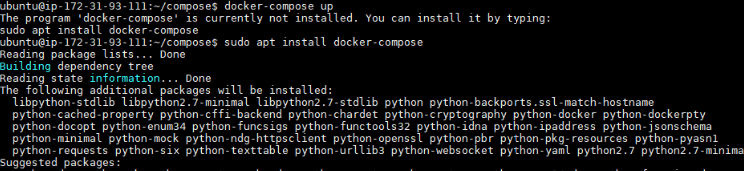 ubuntu@ip-172-31-93-111:~/compose$ docker-compose up
The program 'docker-compose' is currently not installed. You can install it by typing:
sudo apt install docker-compose
ubuntu@ip-172-31-93-111:~/compose$ sudo apt install docker-compose
Reading package lists... Done
Building dependency tree
Reading state information... Done
The following additional packages will be installed:
  libpython-stdlib libpython2.7-minimal libpython2.7-stdlib python python-backports.ssl-match-hostname
  python-cached-property python-cffi-backend python-chardet python-cryptography python-docker python-dockerpty
  python-docopt python-enum34 python-funcsigs python-functools32 python-idna python-ipaddress python-jsonschema
  python-minimal python-mock python-ndg-httpsclient python-openssl python-pbr python-pkg-resources python-pyasn1
  python-requests python-six python-texttable python-urllib3 python-websocket python-yaml python2.7 python2.7-minima
Suggested packages: